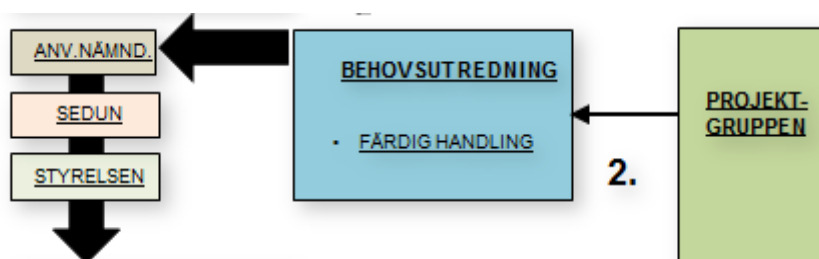 ANV.NÄMND.
SEDUN
STYRELSEN
BEHOVSUTREDNING
• FÄRDIG HANDLING
2.
PROJEKT-
GRUPPEN